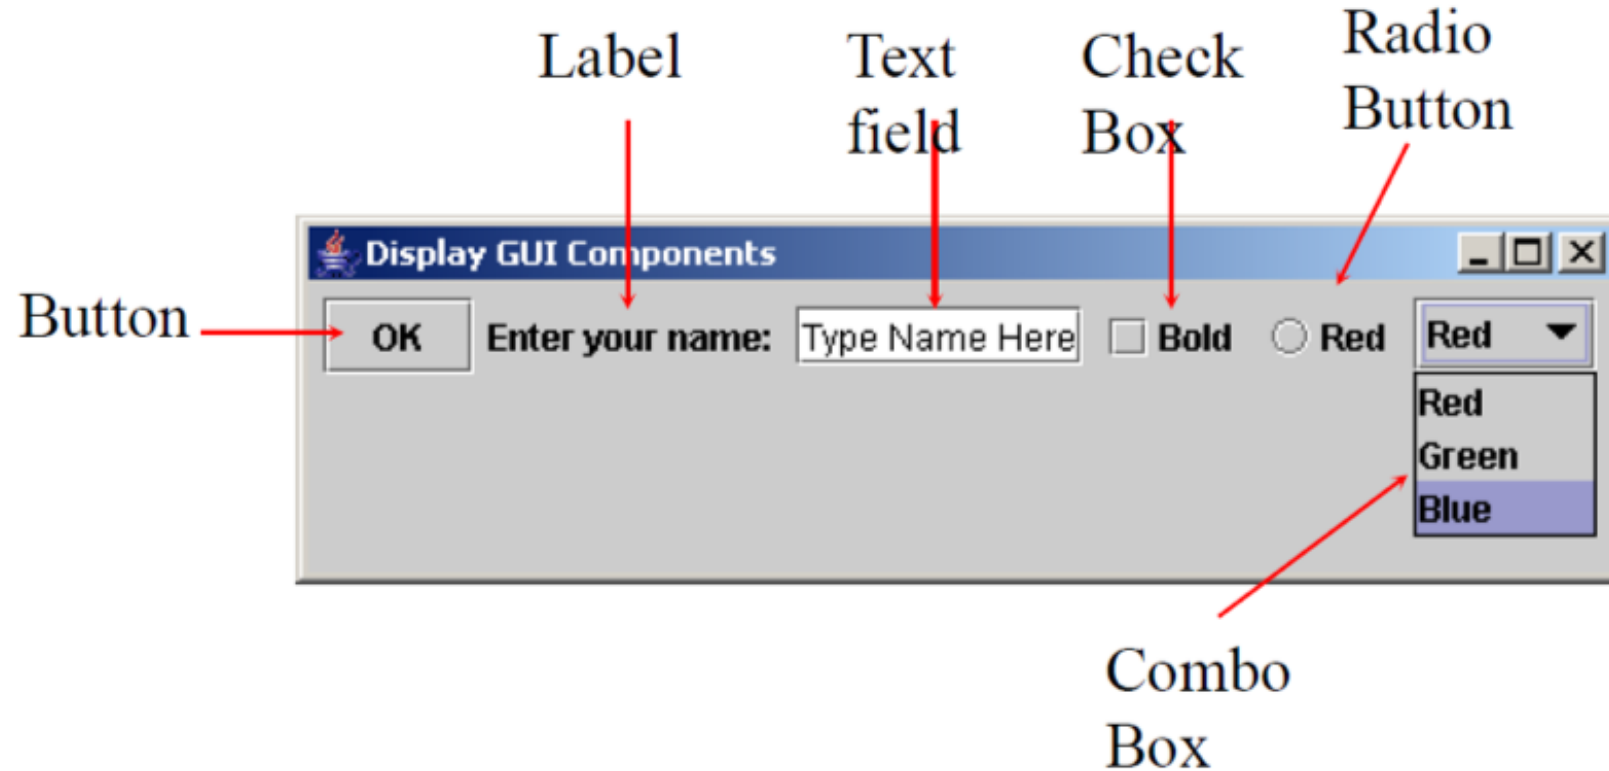 Label
Text
field
Check
Box
Radio
Button
Display GUI Components
Button
OK
Enter your name:
Type Name Here
Bold
Red
Red
Red
Green
Blue
Combo
Box